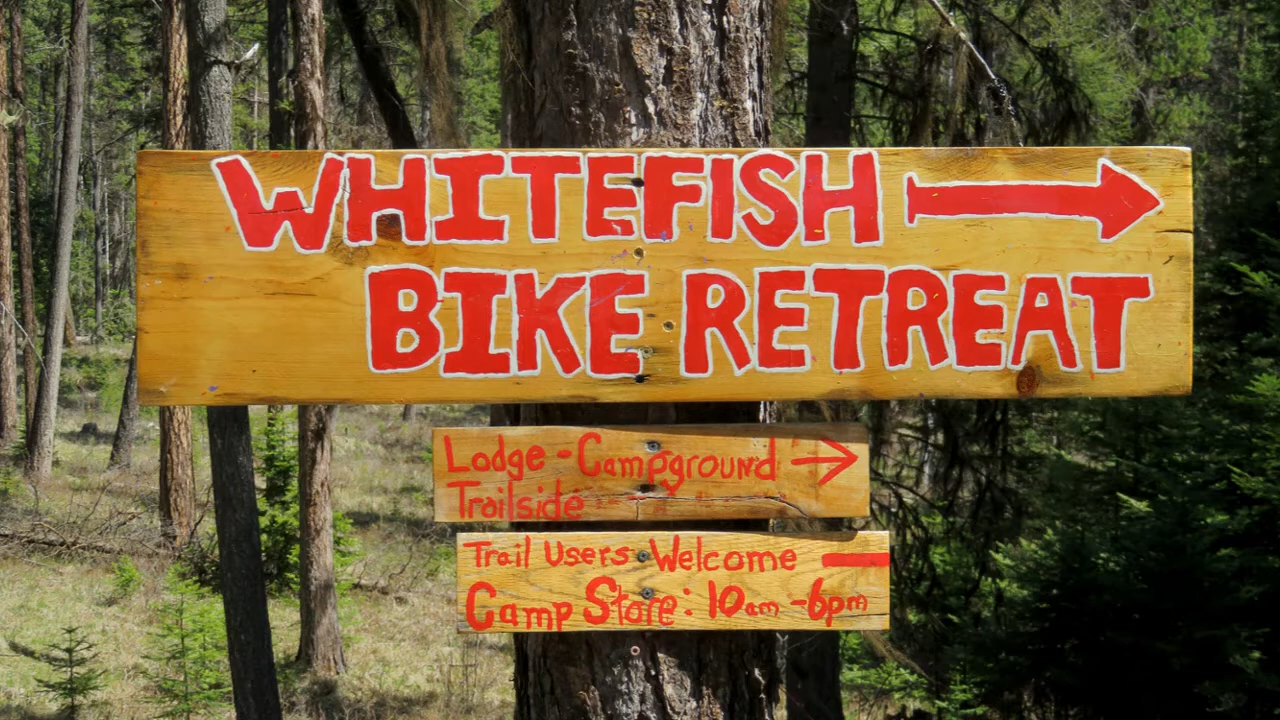 WHITEFISH
BIKE RETREAT
Lodge - Campground
Trailside
Trail Users Welcome
Camp Store: 10am - 6pm